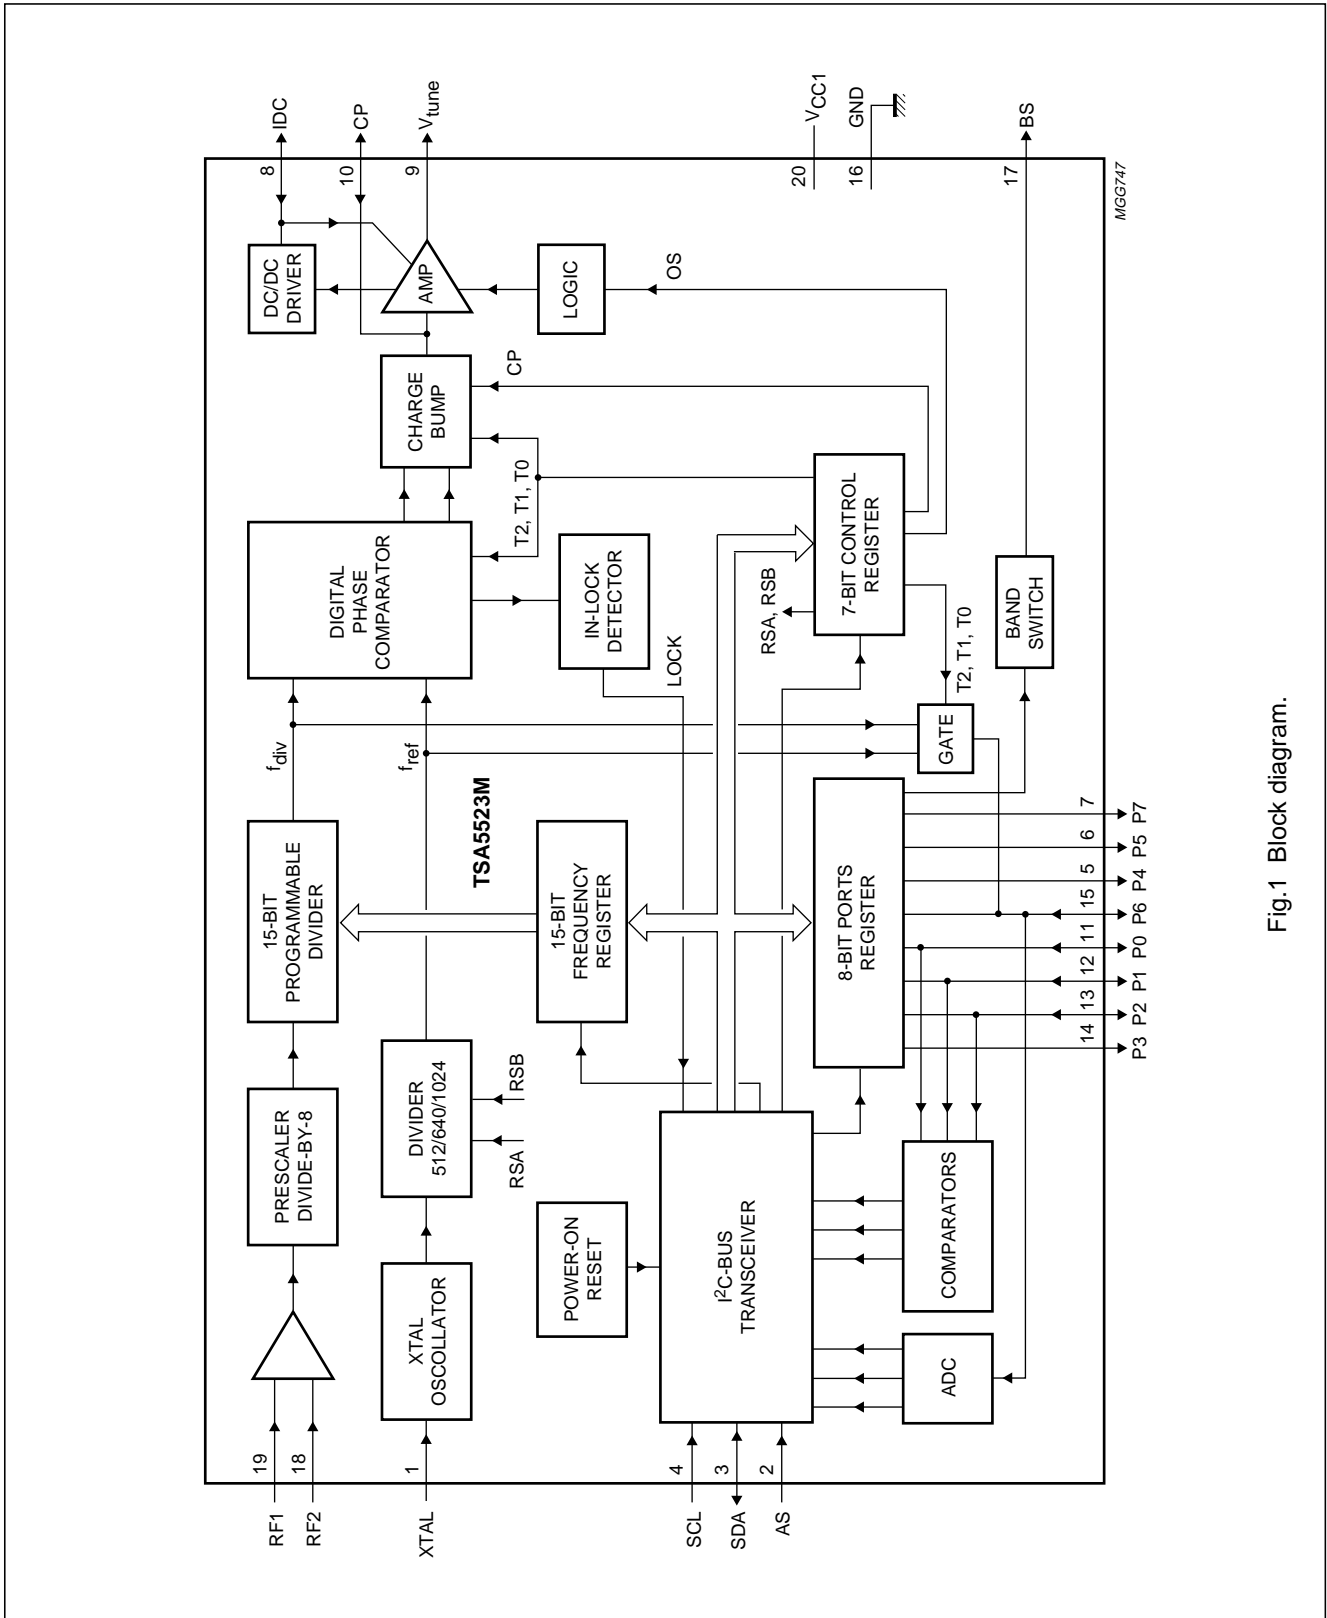 RF1
19
RF2
18
PRESCALER
DIVIDE-BY-8
15-BIT
PROGRAMMABLE
DIVIDER
fdiv
DIGITAL
PHASE
COMPARATOR
DC/DC
DRIVER
8
IDC
10
CP
XTAL
1
XTAL
OSCOLLATOR
DIVIDER
512/640/1024
fref
CHARGE
BUMP
AMP
9
Vtune
RSA
RSB
TSA5523M
T2, T1, T0
CP
POWER-ON
RESET
15-BIT
FREQUENCY
REGISTER
IN-LOCK
DETECTOR
LOGIC
LOCK
OS
SCL
4
SDA
3
AS
2
I2C-BUS
TRANSCEIVER
RSA, RSB
7-BIT CONTROL
REGISTER
20
VCC1
16
GND
8-BIT PORTS
REGISTER
GATE
T2, T1, T0
ADC
COMPARATORS
BAND
SWITCH
17
BS
14
13
12
11
15
5
6
7
P3
P2
P1
P0
P6
P4
P5
P7
MGG747
Fig.1 Block diagram.